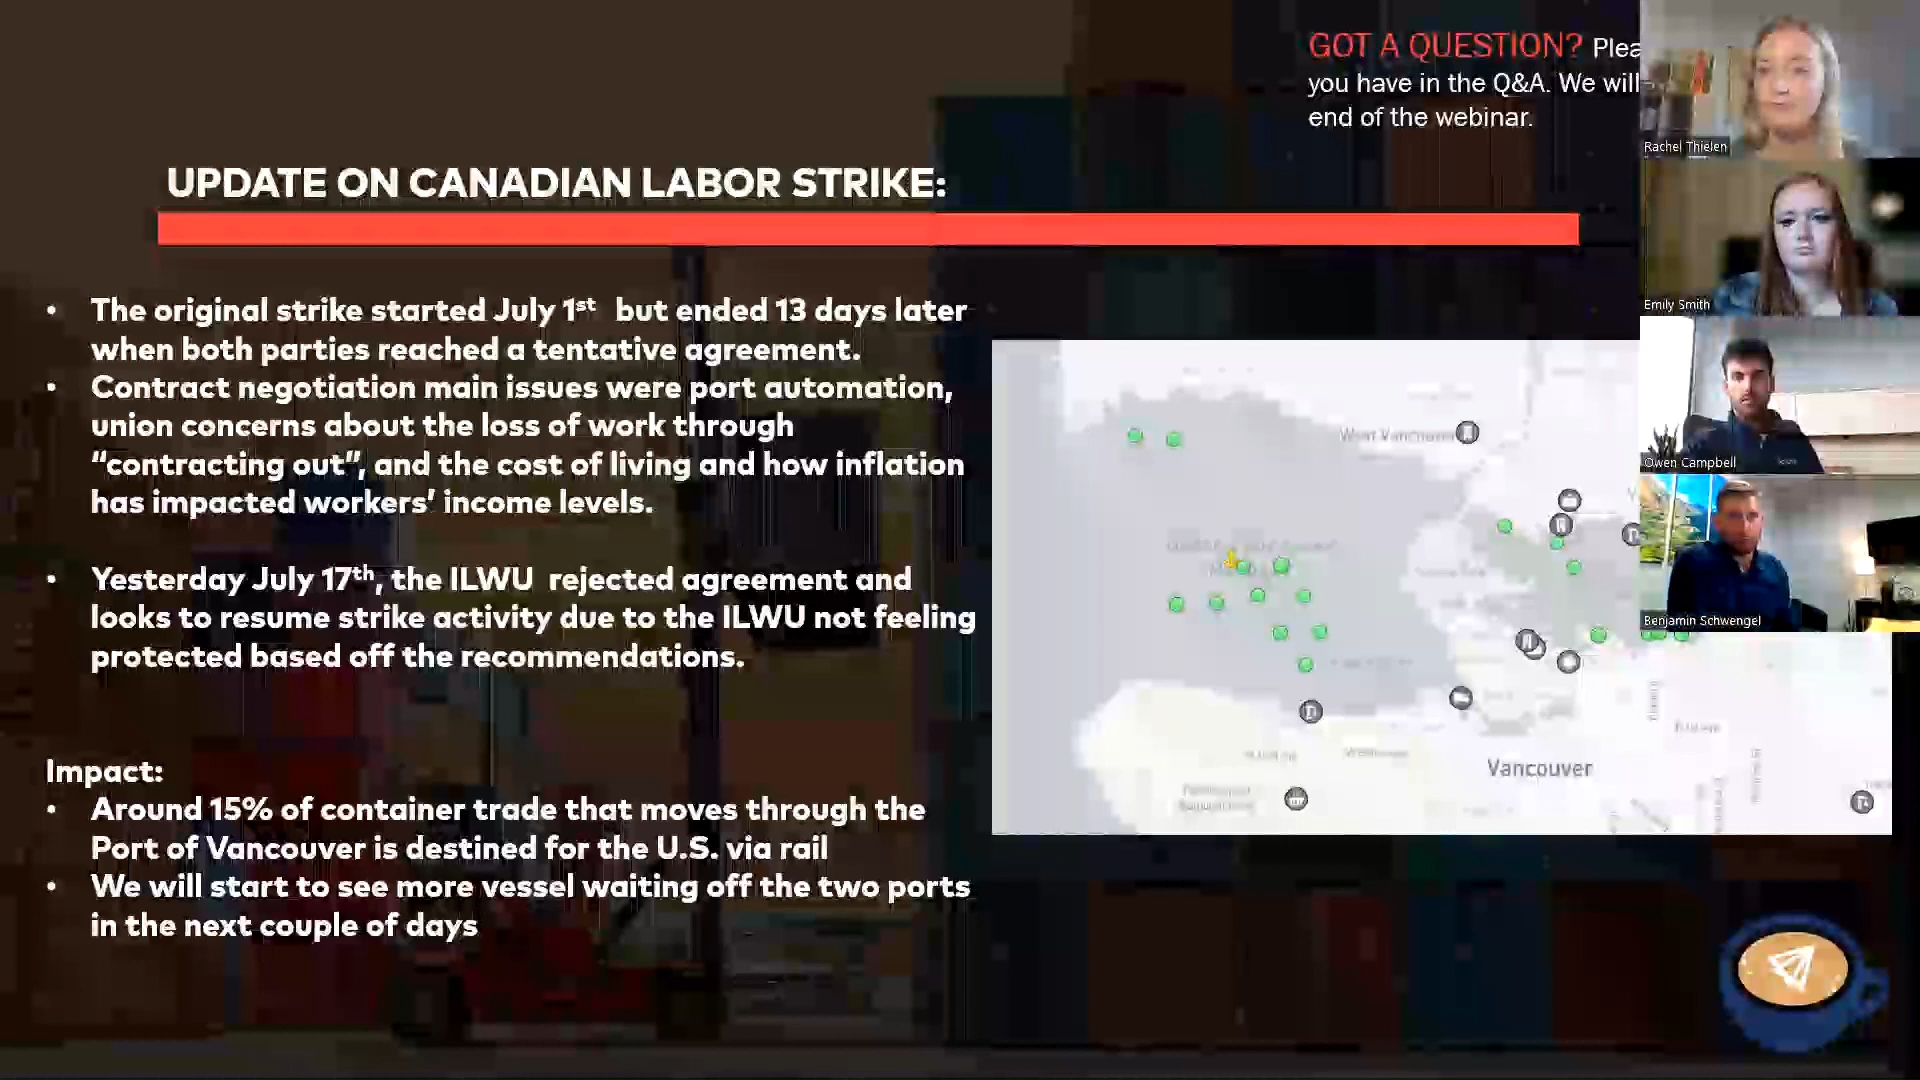 GOT A QUESTION? Plea
you have in the Q&A. We will
end of the webinar.
Rachel Thielen
UPDATE ON CANADIAN LABOR STRIKE:
Emily Smith
• The original strike started July 1st but ended 13 days later
when both parties reached a tentative agreement.
• Contract negotiation main issues were port automation,
union concerns about the loss of work through
“contracting out”, and the cost of living and how inflation
has impacted workers’ income levels.
West Vancouver
Owen Campbell
• Yesterday July 17th, the ILWU rejected agreement and
looks to resume strike activity due to the ILWU not feeling
protected based off the recommendations.
Benjamin Schwengel
Vancouver
Impact:
• Around 15% of container trade that moves through the
Port of Vancouver is destined for the U.S. via rail
• We will start to see more vessel waiting off the two ports
in the next couple of days